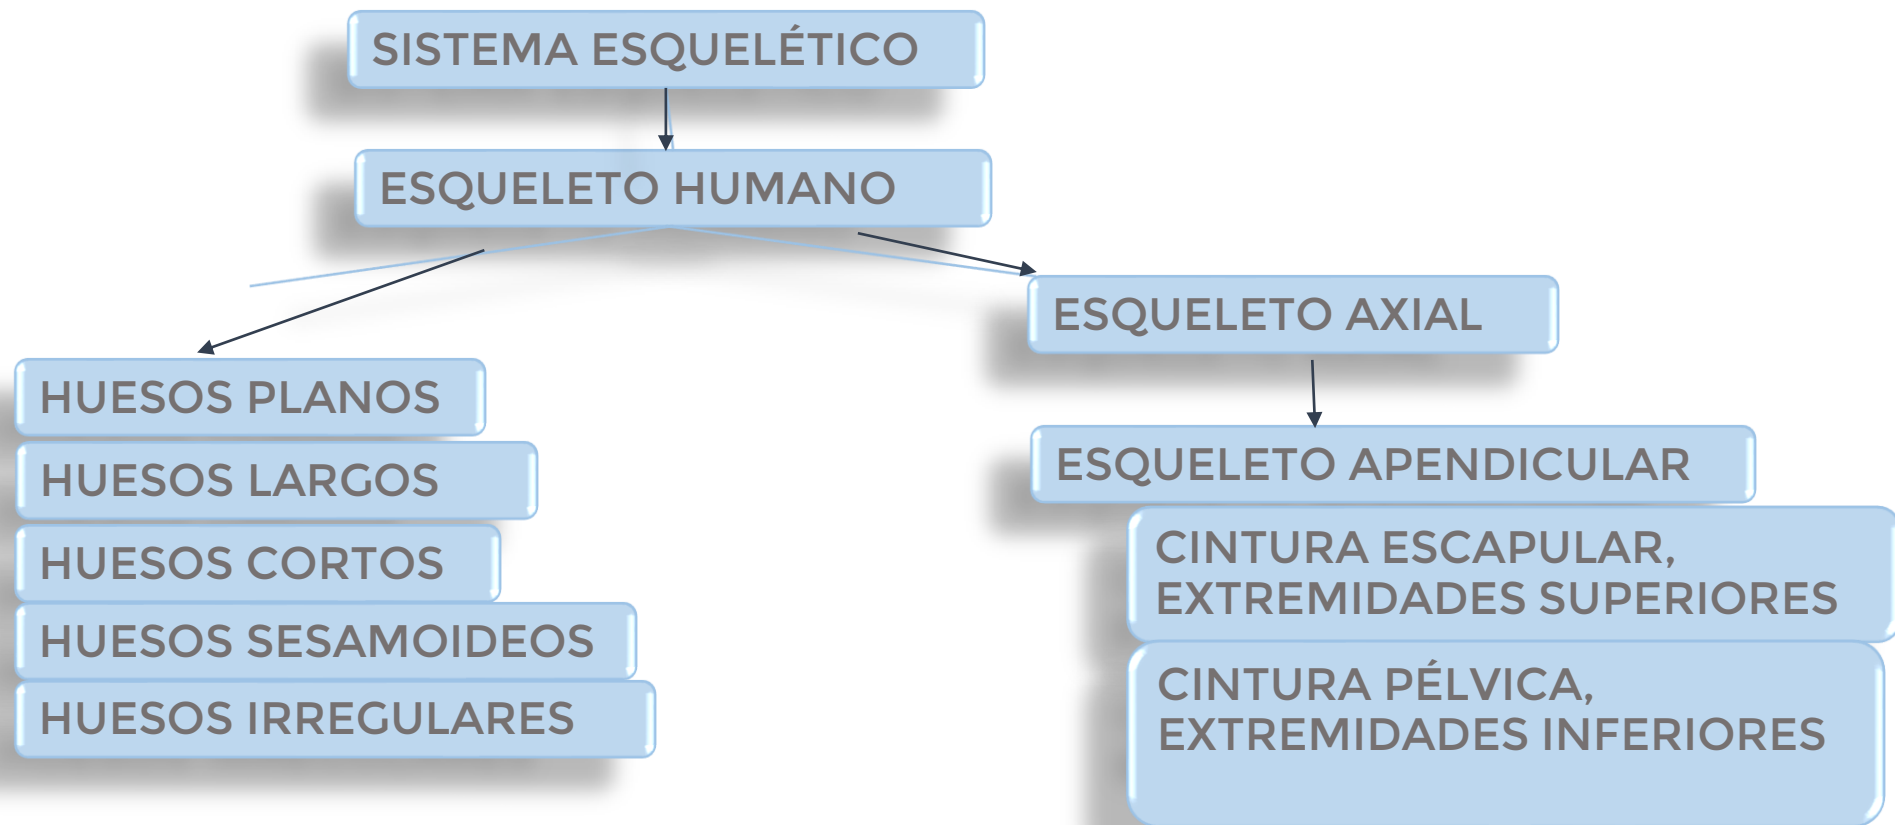 SISTEMA ESQUELÉTICO
ESQUELETO HUMANO
HUESOS PLANOS
HUESOS LARGOS
HUESOS CORTOS
HUESOS SESAMOIDEOS
HUESOS IRREGULARES
ESQUELETO AXIAL
ESQUELETO APENDICULAR
CINTURA ESCAPULAR,
EXTREMIDADES SUPERIORES
CINTURA PÉLVICA,
EXTREMIDADES INFERIORES